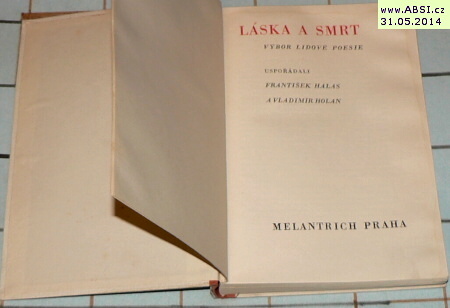 www.ABSI.cz
31.05.2014
LÁSKA A SMRT
VÝBOR LIDOVÉ POESIE
USPOŘÁDALI
FRANTIŠEK HALAS
A VLADIMÍR HOLAN
MELANTRICH PRAHA